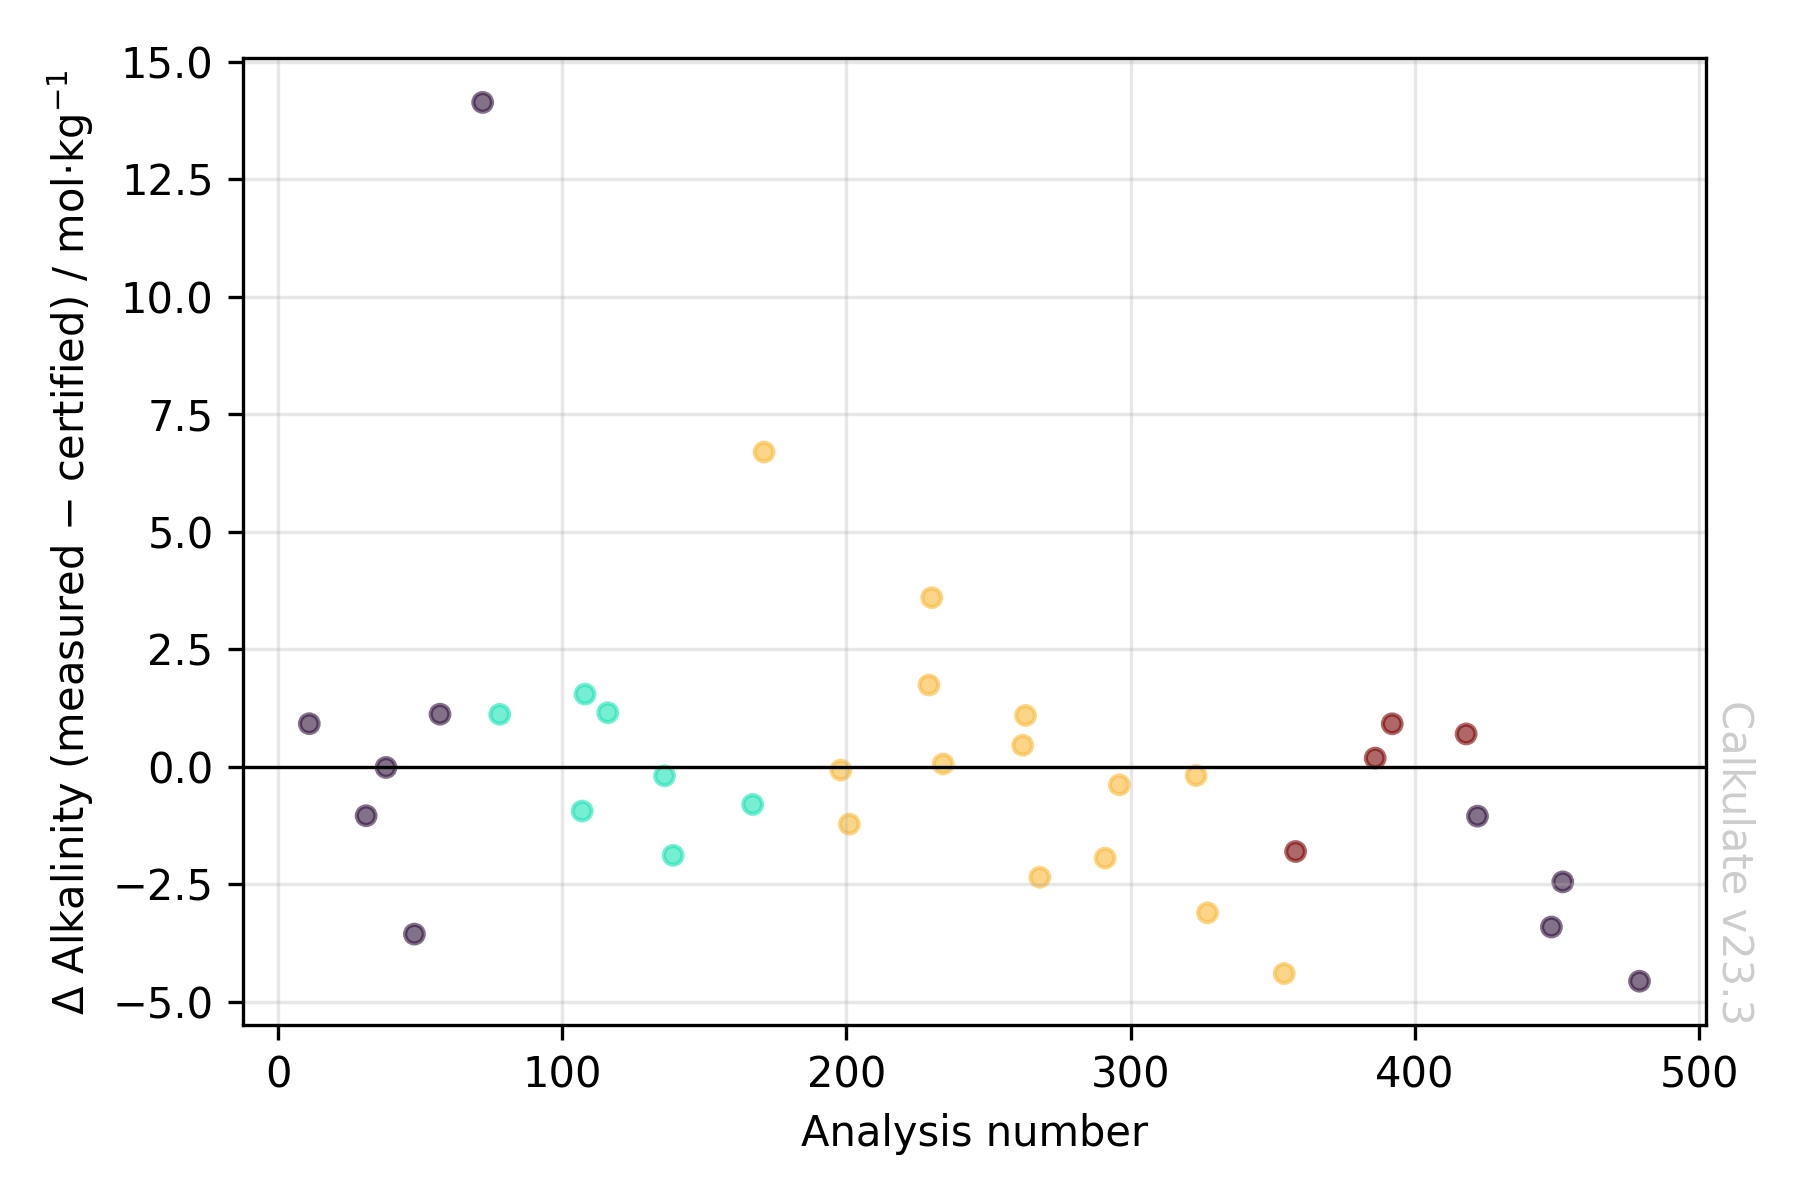 Δ Alkalinity (measured − certified) / mol·kg⁻¹
15.0
12.5
10.0
7.5
5.0
2.5
0.0
−2.5
−5.0
0 100 200 300 400 500
Analysis number
Calkulate v23.3